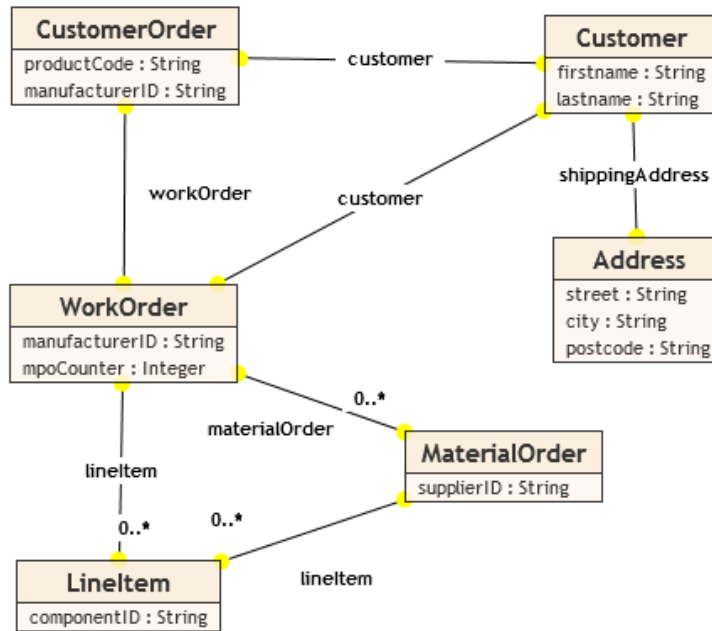 CustomerOrder
productCode : String
manufacturerID : String
customer
Customer
firstname : String
lastname : String
workOrder
customer
shippingAddress
Address
street : String
city : String
postcode : String
WorkOrder
manufacturerID : String
mpoCounter : Integer
0..*
materialOrder
MaterialOrder
supplierID : String
lineItem
0..*
0..*
lineItem
LineItem
componentID : String